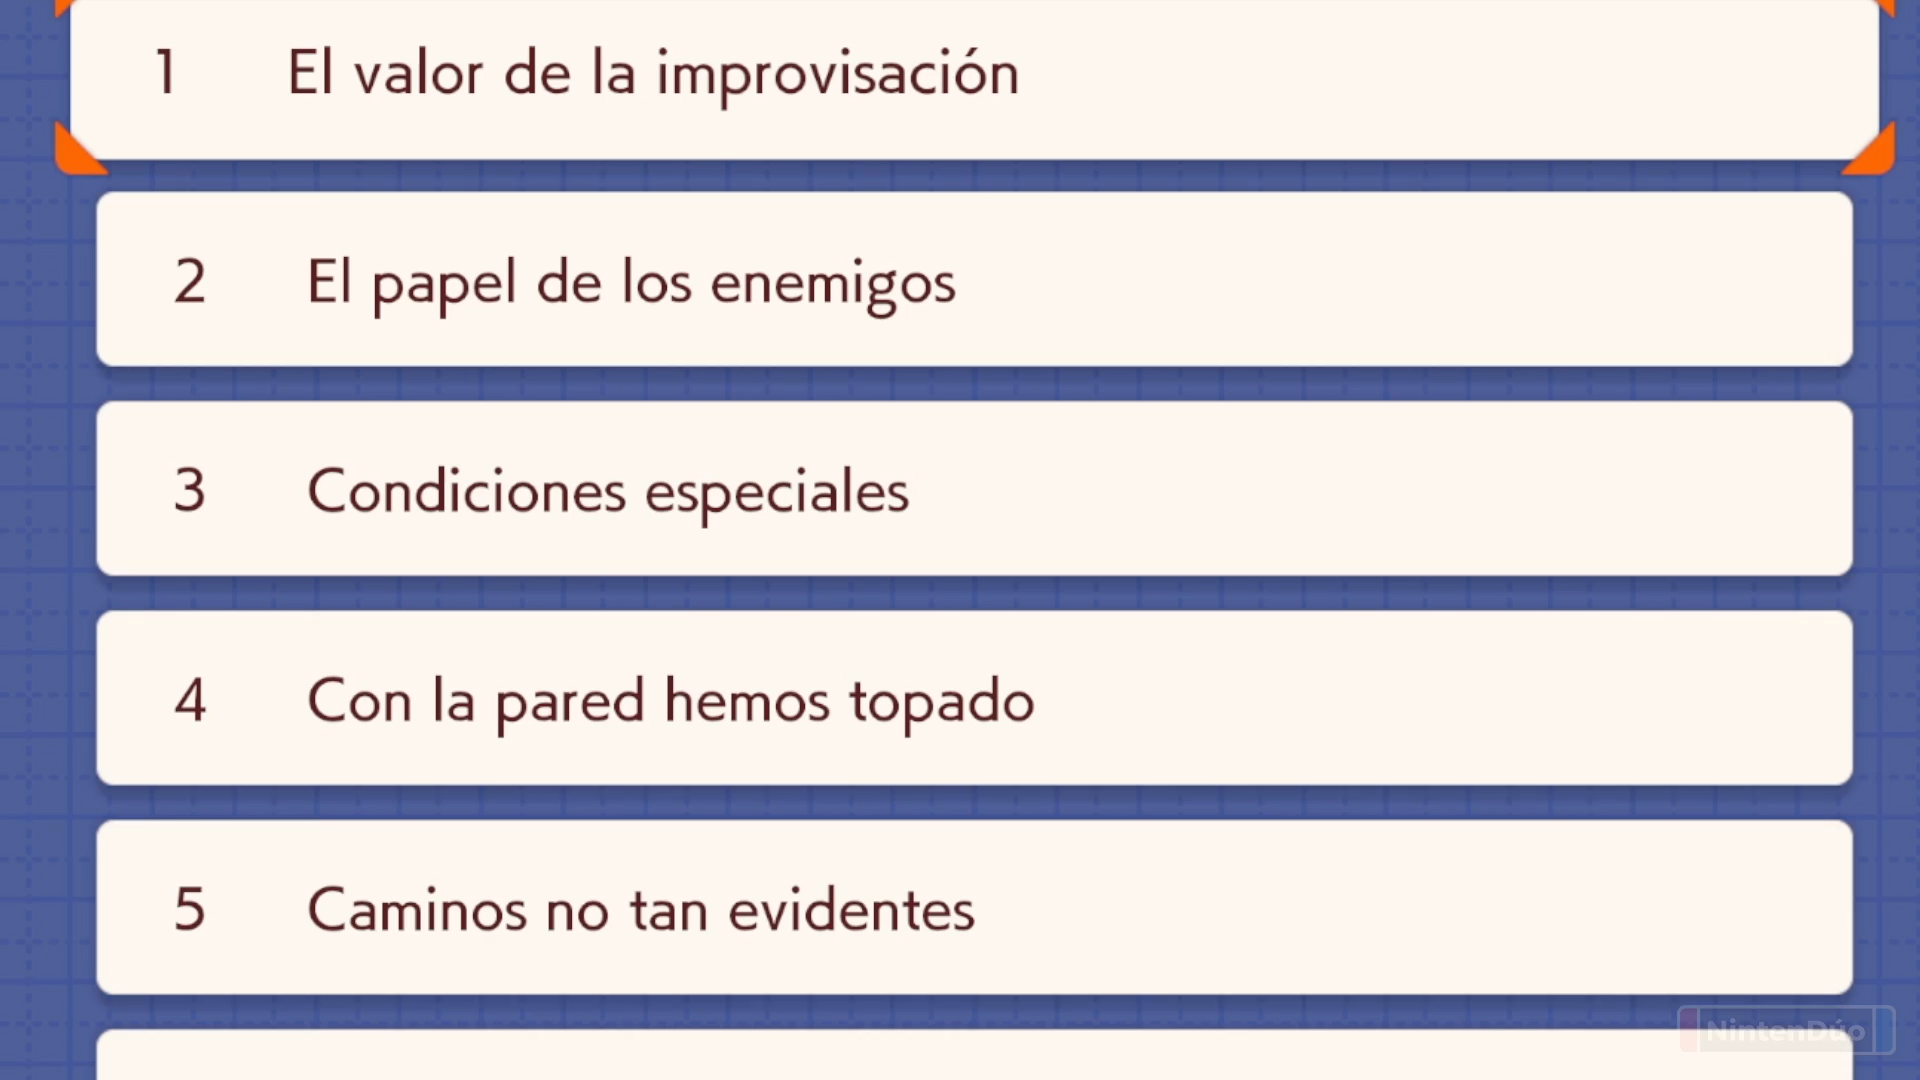 1 El valor de la improvisación
2 El papel de los enemigos
3 Condiciones especiales
4 Con la pared hemos topado
5 Caminos no tan evidentes
NintenDúo